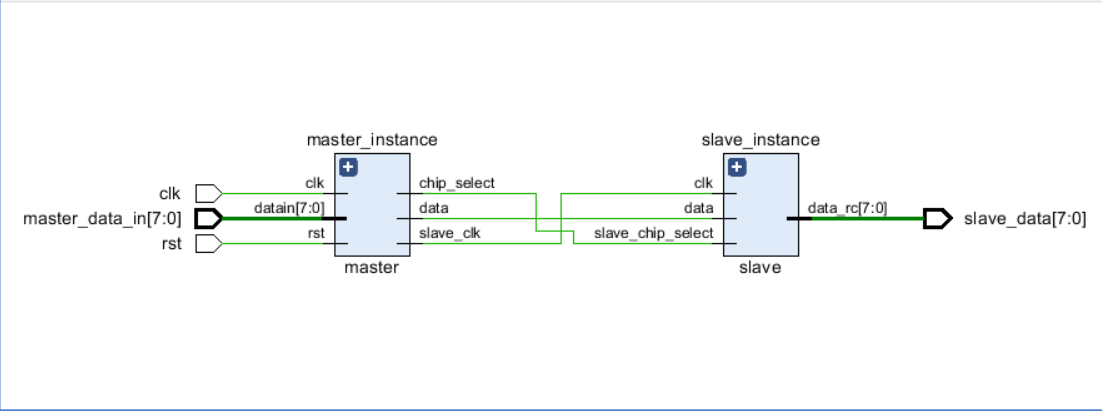 master_instance
slave_instance
clk
clk
chip_select
clk
master_data_in[7:0]
datain[7:0]
data
data
data_rc[7:0]
slave_data[7:0]
rst
rst
slave_clk
slave_chip_select
master
slave